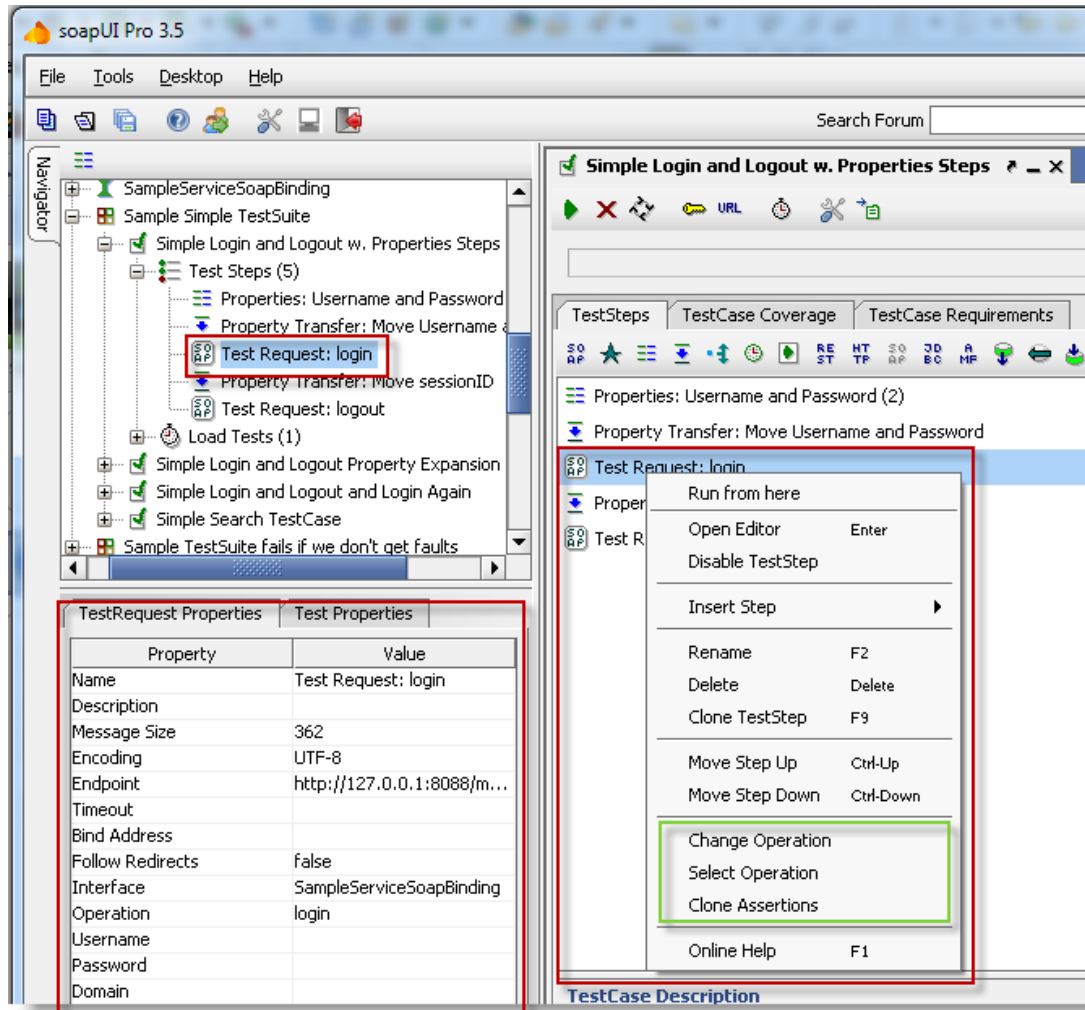 soapUI Pro 3.5
File Tools Desktop Help
Search Forum
Navigator
SampleServiceSoapBinding
Sample Simple TestSuite
Simple Login and Logout w. Properties Steps
Test Steps (5)
Properties: Username and Password
Property Transfer: Move Username a
Test Request: login
Property Transfer: Move sessionID
Test Request: logout
Load Tests (1)
Simple Login and Logout Property Expansion
Simple Login and Logout and Login Again
Simple Search TestCase
Sample TestSuite fails if we don't get faults
TestRequest Properties Test Properties
Property Value
Name Test Request: login
Description
Message Size 362
Encoding UTF-8
Endpoint http://127.0.0.1:8088/m...
Timeout
Bind Address
Follow Redirects false
Interface SampleServiceSoapBinding
Operation login
Username
Password
Domain
Simple Login and Logout w. Properties Steps
URL
TestSteps TestCase Coverage TestCase Requirements
SOAP REST HTTP SOAP JDBC AMF
Properties: Username and Password (2)
Property Transfer: Move Username and Password
SOAP Test Request: login
Proper
SOAP Test R
Run from here
Open Editor Enter
Disable TestStep
Insert Step
Rename F2
Delete Delete
Clone TestStep F9
Move Step Up Ctrl-Up
Move Step Down Ctrl-Down
Change Operation
Select Operation
Clone Assertions
Online Help F1
TestCase Description